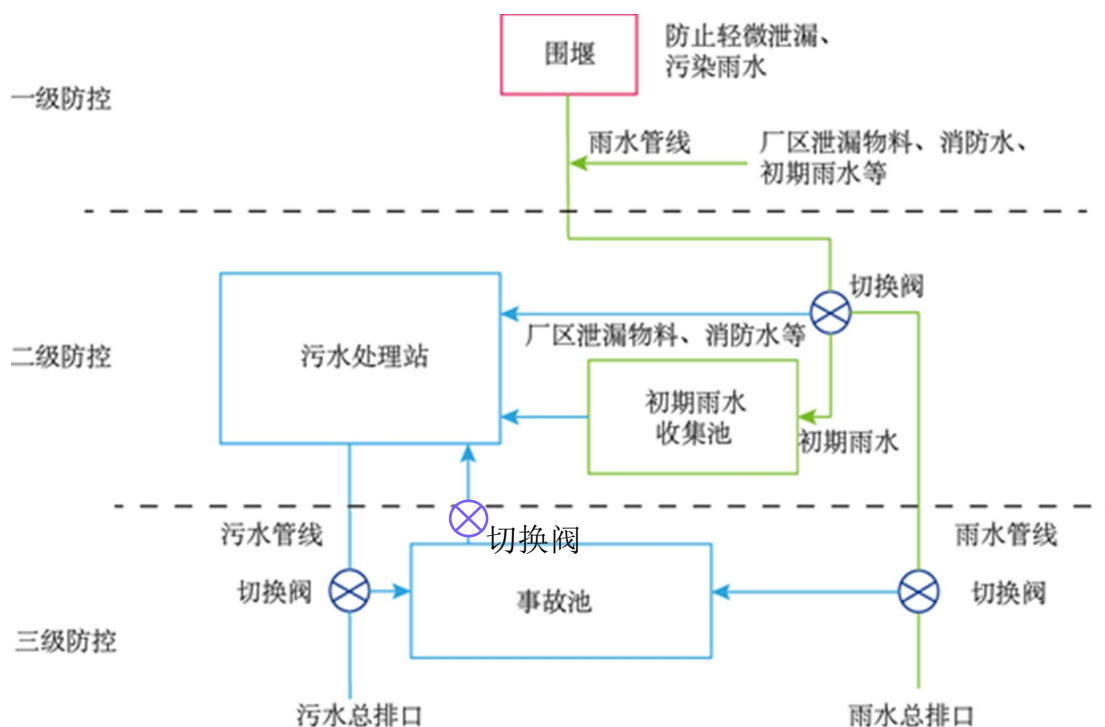 围堰
防止轻微泄漏、
污染雨水
一级防控
雨水管线
厂区泄漏物料、消防水、
初期雨水等
切换阀
厂区泄漏物料、消防水等
二级防控
污水处理站
初期雨水
收集池
初期雨水
污水管线
切换阀
雨水管线
切换阀
事故池
切换阀
三级防控
污水总排口
雨水总排口